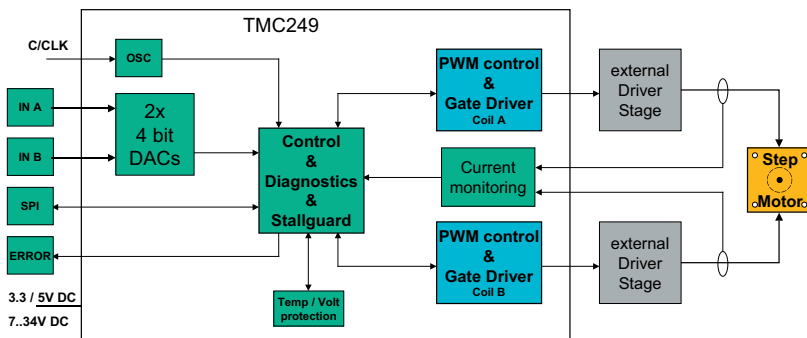 TMC249
C/CLK
OSC
IN A
IN B
2x
4 bit
DACs
SPI
ERROR
3.3 / 5V DC
7..34V DC
Control
&
Diagnostics
&
Stallguard
Temp / Volt
protection
PWM control
&
Gate Driver
Coil A
Current
monitoring
PWM control
&
Gate Driver
Coil B
external
Driver
Stage
external
Driver
Stage
Step
Motor